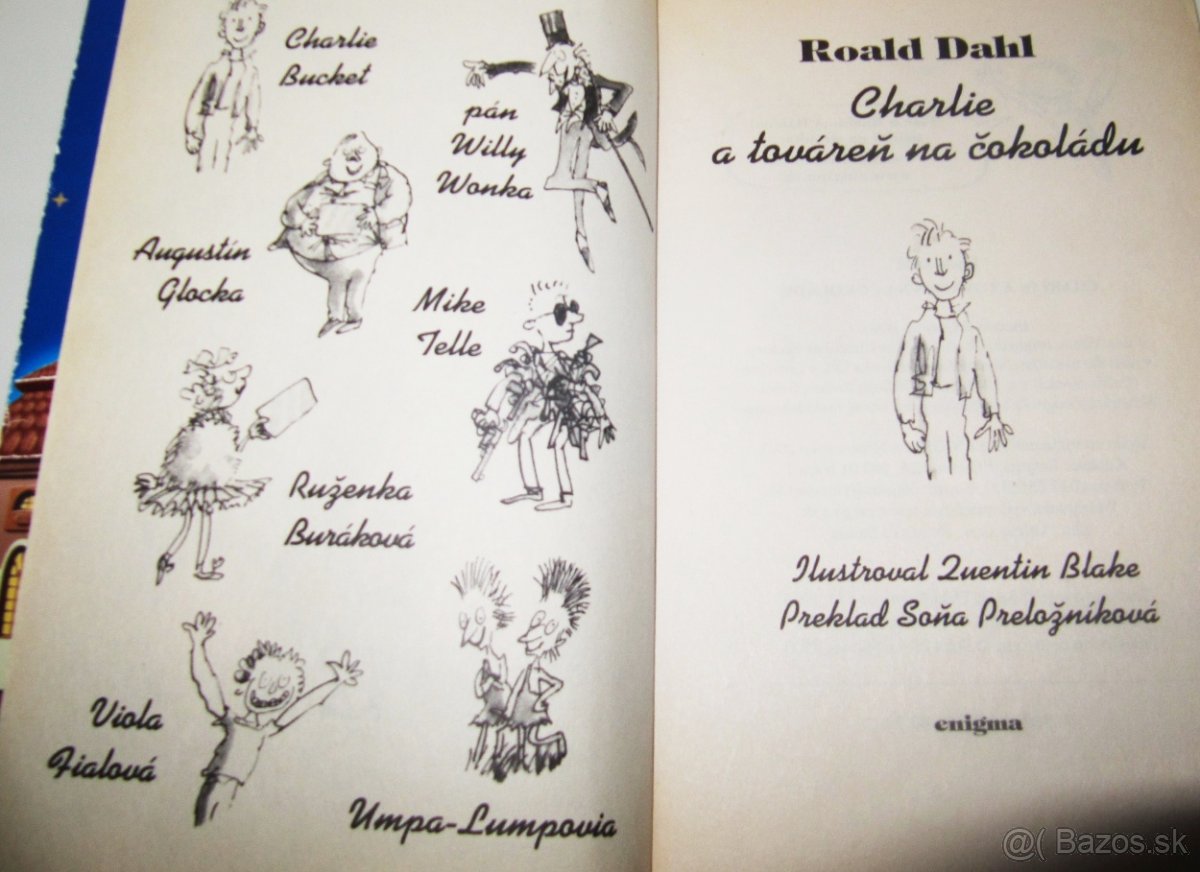 Charlie
Bucket
pán
Willy
Wonka
Augustín
Glocka
Mike
Telle
Ruženka
Buráková
Viola
Fialová
Umpa-Lumpovia
Roald Dahl
Charlie
a továreň na čokoládu
Ilustroval Quentin Blake
Preklad Soňa Preložníková
enigma
@( Bazos.sk